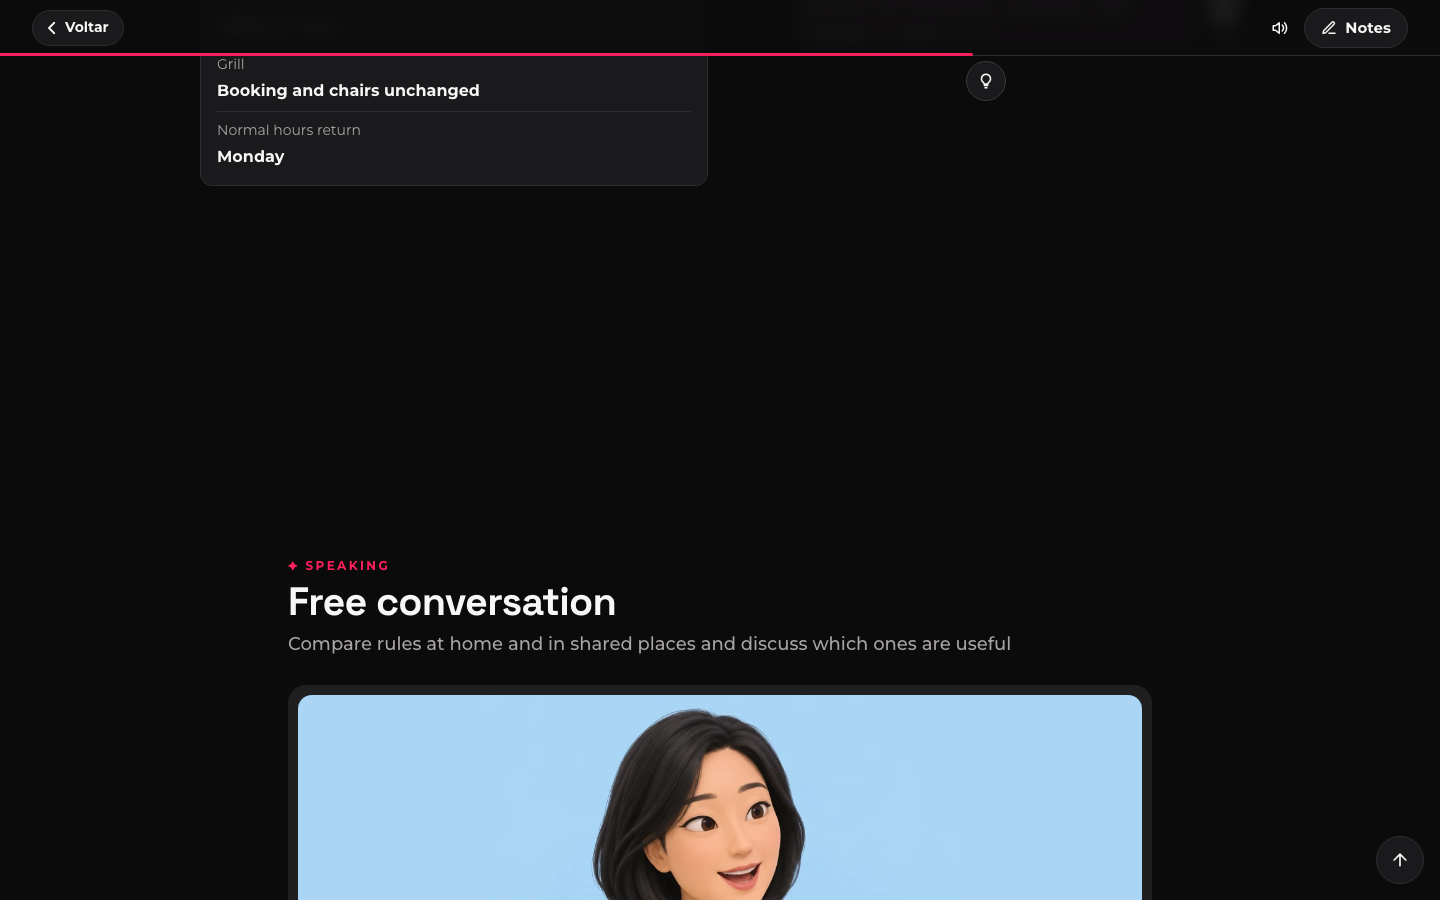 Voltar
Notes
Grill
Booking and chairs unchanged
Normal hours return
Monday
SPEAKING
Free conversation
Compare rules at home and in shared places and discuss which ones are useful